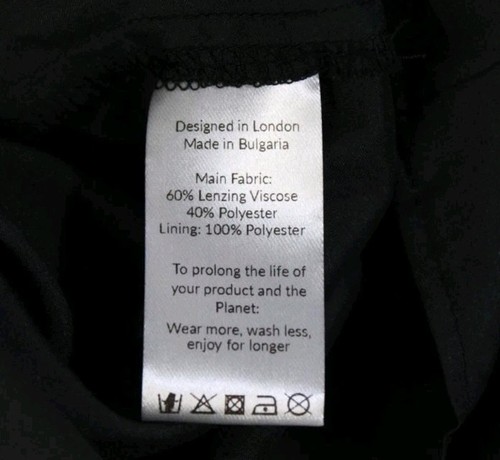 Designed in London
Made in Bulgaria
Main Fabric:
60% Lenzing Viscose
40% Polyester
Lining: 100% Polyester
To prolong the life of
your product and the
Planet:
Wear more, wash less,
enjoy for longer